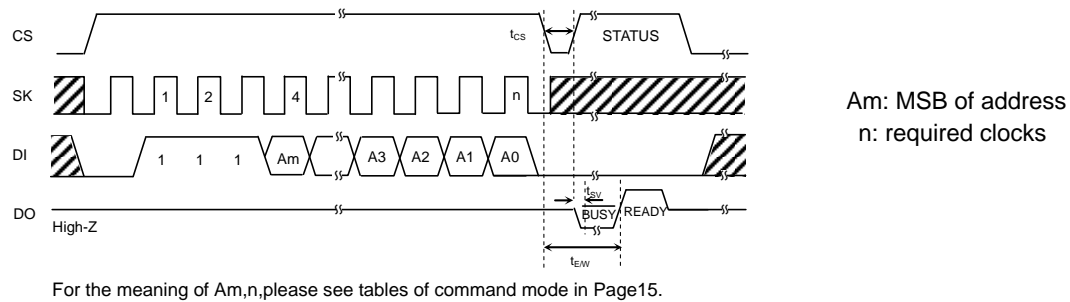 CS
tCS
STATUS
SK
1 2 4 n
Am: MSB of address
n: required clocks
DI
1 1 1 Am A3 A2 A1 A0
tSV
DO
BUSY READY
High-Z
tE/W
For the meaning of Am,n,please see tables of command mode in Page15.